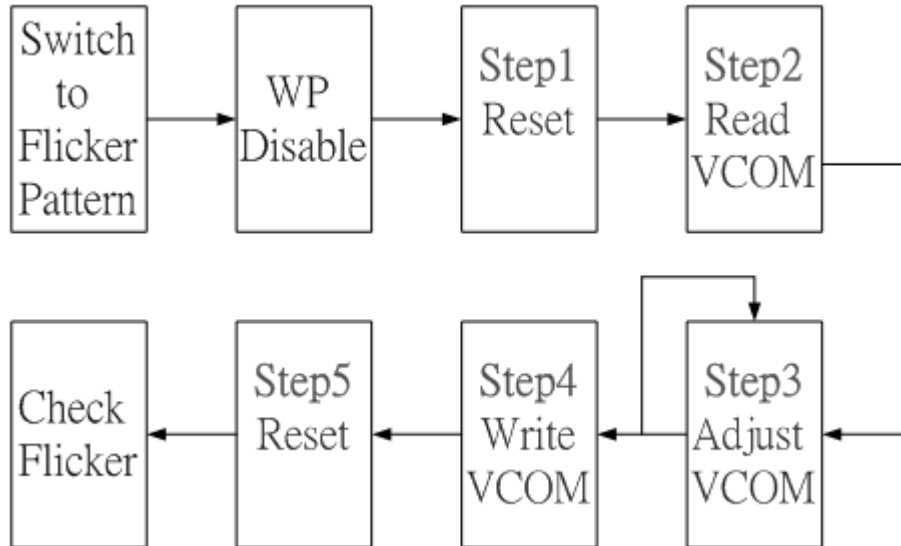 Switch
to
Flicker
Pattern
WP
Disable
Step1
Reset
Step2
Read
VCOM
Check
Flicker
Step5
Reset
Step4
Write
VCOM
Step3
Adjust
VCOM